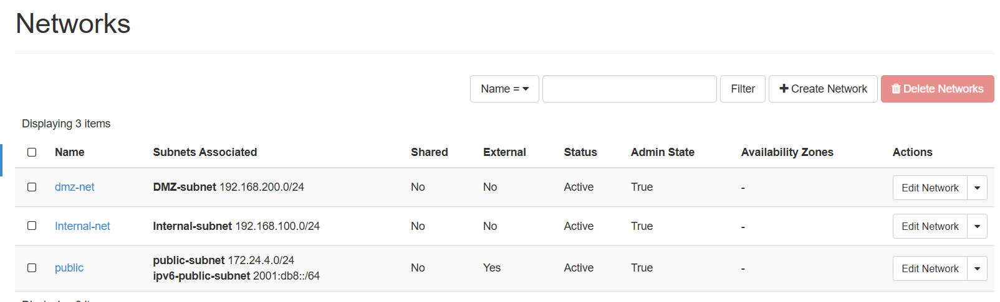 Networks
Name =
Filter
Create Network
Delete Networks
Displaying 3 items
Name Subnets Associated Shared External Status Admin State Availability Zones Actions
dmz-net DMZ-subnet 192.168.200.0/24 No No Active True - Edit Network
Internal-net Internal-subnet 192.168.100.0/24 No No Active True - Edit Network
public public-subnet 172.24.4.0/24 No Yes Active True - Edit Network
ipv6-public-subnet 2001:db8::/64